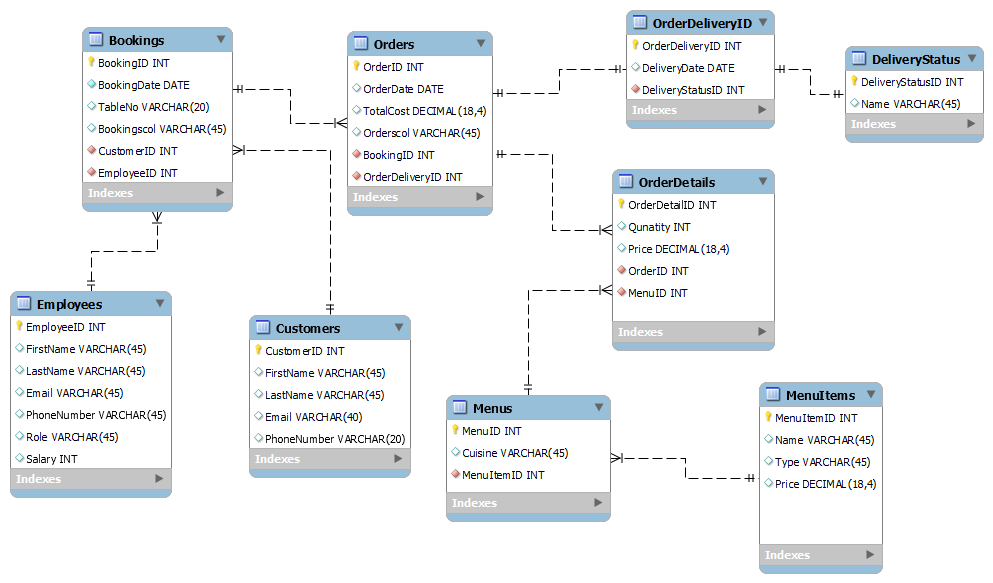 Bookings
BookingID INT
BookingDate DATE
TableNo VARCHAR(20)
Bookingscol VARCHAR(45)
CustomerID INT
EmployeeID INT
Indexes
Orders
OrderID INT
OrderDate DATE
TotalCost DECIMAL(18,4)
Orderscol VARCHAR(45)
BookingID INT
OrderDeliveryID INT
Indexes
OrderDeliveryID
OrderDeliveryID INT
DeliveryDate DATE
DeliveryStatusID INT
Indexes
DeliveryStatus
DeliveryStatusID INT
Name VARCHAR(45)
Indexes
OrderDetails
OrderDetailID INT
Qunatity INT
Price DECIMAL(18,4)
OrderID INT
MenuID INT
Indexes
Employees
EmployeeID INT
FirstName VARCHAR(45)
LastName VARCHAR(45)
Email VARCHAR(45)
PhoneNumber VARCHAR(45)
Role VARCHAR(45)
Salary INT
Indexes
Customers
CustomerID INT
FirstName VARCHAR(45)
LastName VARCHAR(45)
Email VARCHAR(40)
PhoneNumber VARCHAR(20)
Indexes
Menus
MenuID INT
Cuisine VARCHAR(45)
MenuItemID INT
Indexes
MenuItems
MenuItemID INT
Name VARCHAR(45)
Type VARCHAR(45)
Price DECIMAL(18,4)
Indexes